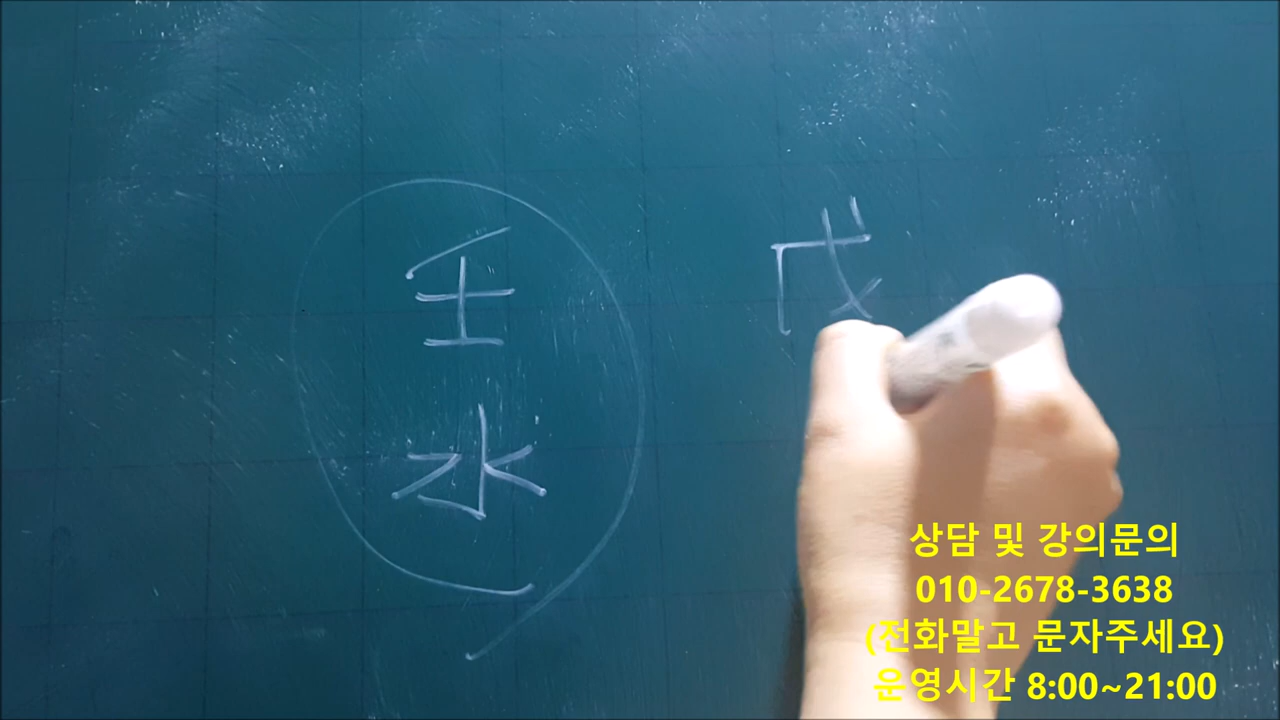 壬
水
戊
상담 및 강의문의
010-2678-3638
(전화말고 문자주세요)
운영시간 8:00~21:00